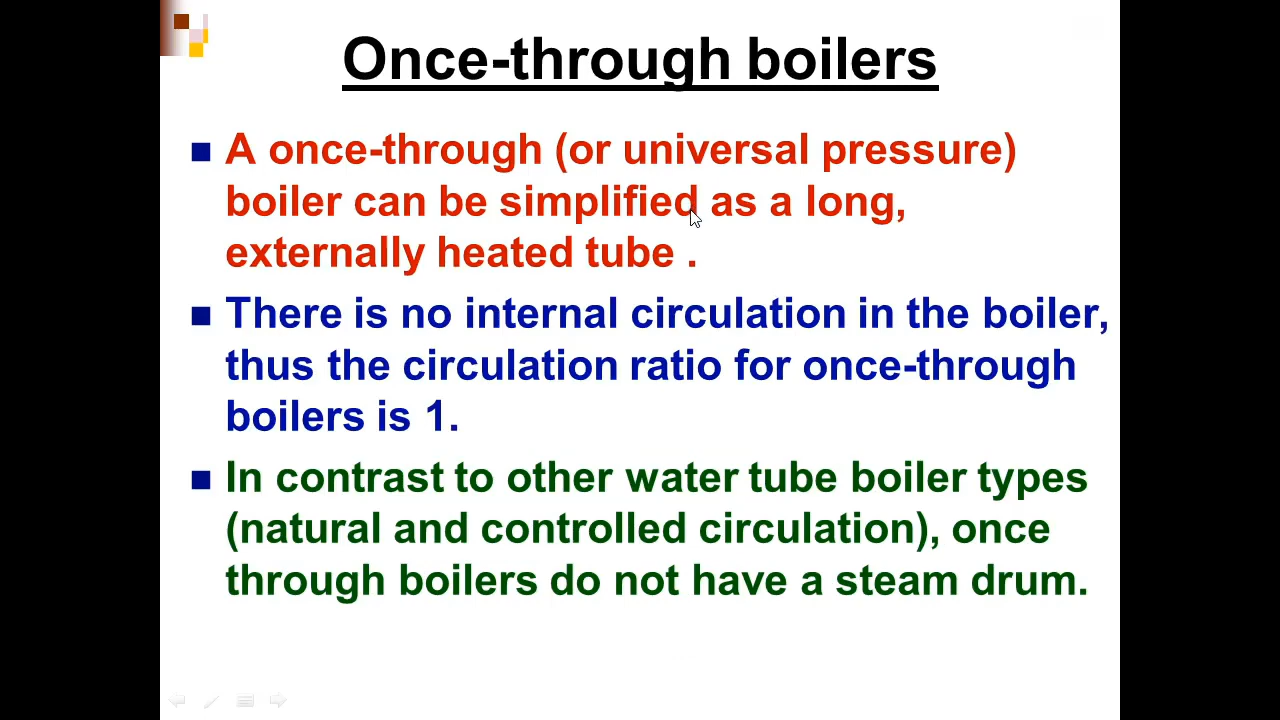 Once-through boilers
A once-through (or universal pressure)
boiler can be simplified as a long,
externally heated tube .
There is no internal circulation in the boiler,
thus the circulation ratio for once-through
boilers is 1.
In contrast to other water tube boiler types
(natural and controlled circulation), once
through boilers do not have a steam drum.